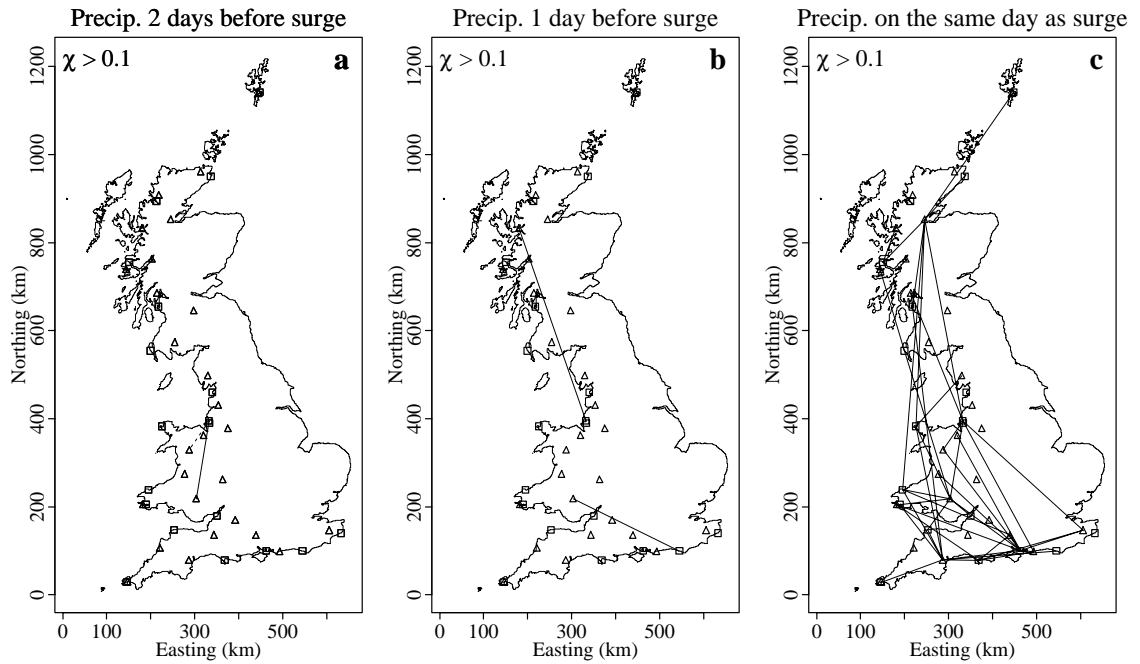 Precip. 2 days before surge
Precip. 1 day before surge
Precip. on the same day as surge
χ > 0.1
a
χ > 0.1
b
χ > 0.1
c
Northing (km)
0 200 400 600 800 1000 1200
Northing (km)
0 200 400 600 800 1000 1200
Northing (km)
0 200 400 600 800 1000 1200
0 100 300 500
0 100 300 500
0 100 300 500
Easting (km)
Easting (km)
Easting (km)